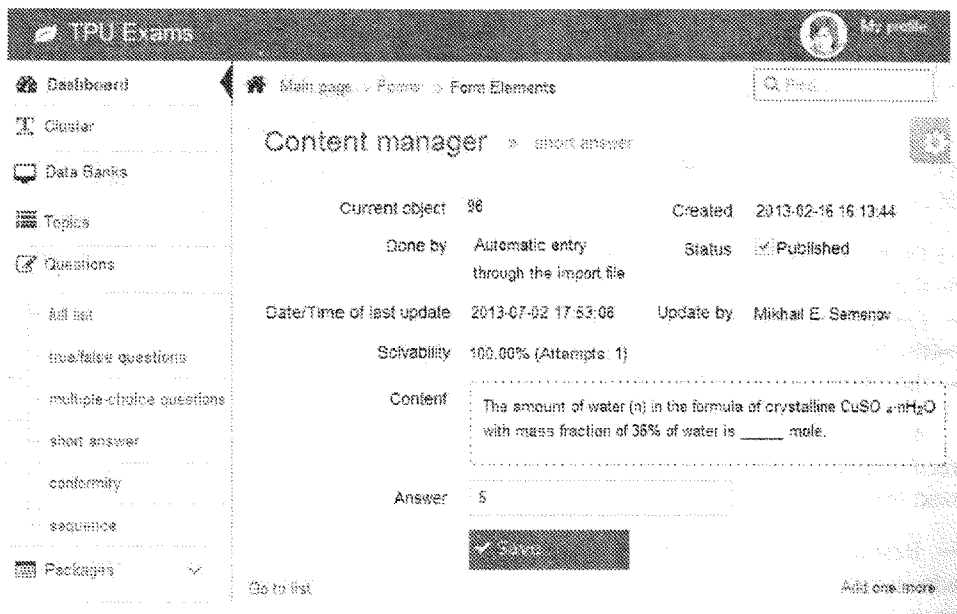 TPU Exams
My profile
Dashboard
Main page > Forms > Form Elements
Find...
Cluster
Content manager » short answer
Data Banks
Current object 96 Created 2013-02-16 16:13:44
Topics
Done by Automatic entry through the import file Status Published
Questions
full list
Date/Time of last update 2013-07-02 17:53:06 Update by Mikhail E. Semenov
true/false questions
Solvability 100.00% (Attempts: 1)
multiple-choice questions
Content The amount of water (n) in the formula of crystalline CuSO 4·nH2O
with mass fraction of 36% of water is _____ mole.
short answer
conformity
Answer 5
sequence
Save
Packages
Go to list Add one more